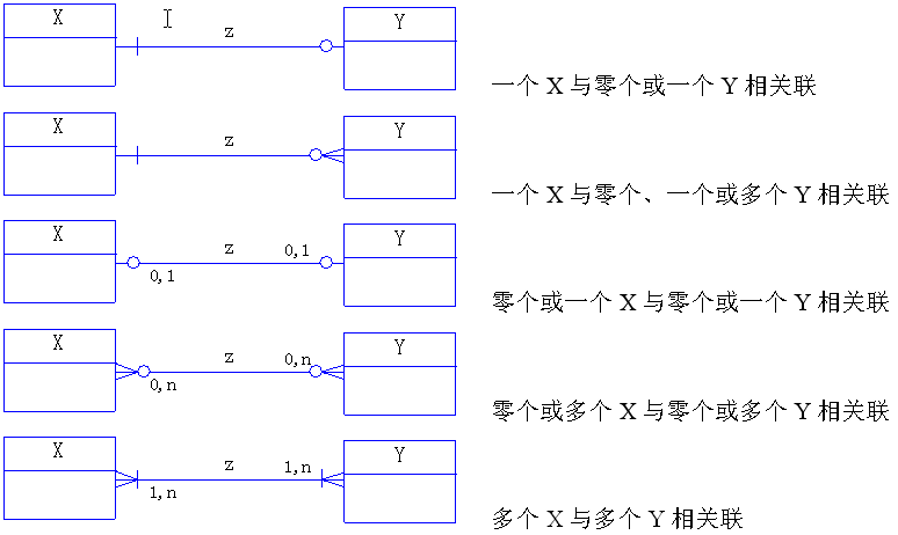 X
z
Y
一个 X 与零个或一个 Y 相关联
X
z
Y
一个 X 与零个、一个或多个 Y 相关联
X
z
0,1
Y
0,1
零个或一个 X 与零个或一个 Y 相关联
X
z
0,n
Y
0,n
零个或多个 X 与零个或多个 Y 相关联
X
z
1,n
Y
1,n
多个 X 与多个 Y 相关联